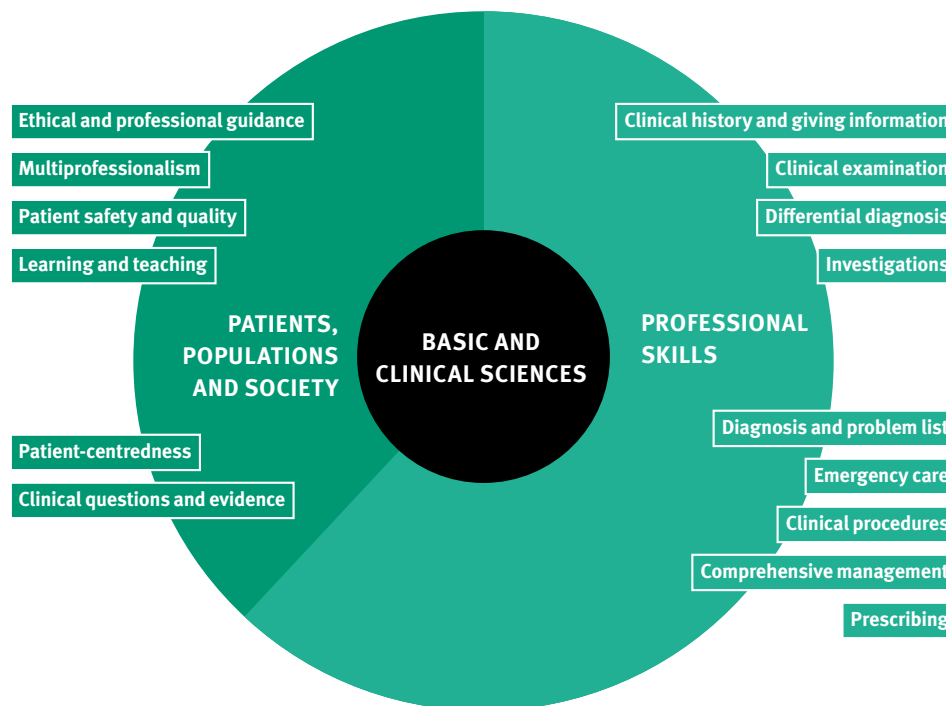 Ethical and professional guidance
Multiprofessionalism
Patient safety and quality
Learning and teaching
PATIENTS,
POPULATIONS
AND SOCIETY
Patient-centredness
Clinical questions and evidence
BASIC AND
CLINICAL SCIENCES
Clinical history and giving information
Clinical examination
Differential diagnosis
Investigations
PROFESSIONAL
SKILLS
Diagnosis and problem list
Emergency care
Clinical procedures
Comprehensive management
Prescribing